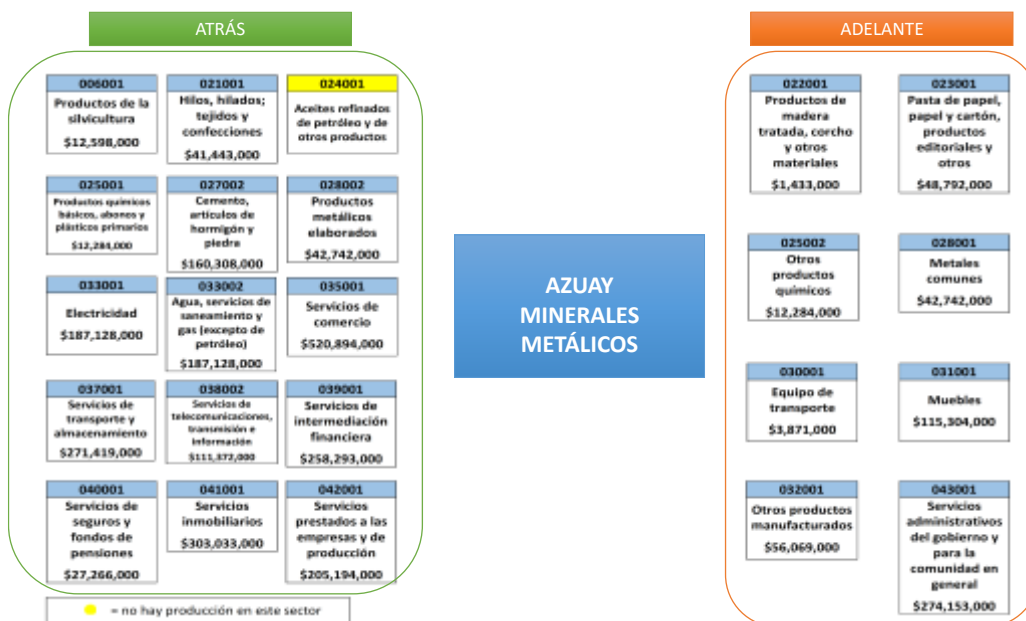 ATRÁS
006001
Productos de la
silvicultura
$12,598,000
021001
Hilos, hilados;
tejidos y
confecciones
$41,443,000
024001
Aceites refinados
de petróleo y de
otros productos
025001
Productos químicos
básicos, abonos y
plásticos primarios
$12,284,000
027002
Cemento,
artículos de
hormigón y
piedra
$160,308,000
028002
Productos
metálicos
elaborados
$42,742,000
033001
Electricidad
$187,128,000
033002
Agua, servicios de
saneamiento y
gas (excepto de
petróleo)
$187,128,000
035001
Servicios de
comercio
$520,894,000
037001
Servicios de
transporte y
almacenamiento
$271,419,000
038002
Servicios de
telecomunicaciones,
transmisión e
información
$111,372,000
039001
Servicios de
intermediación
financiera
$258,293,000
040001
Servicios de
seguros y
fondos de
pensiones
$27,266,000
041001
Servicios
inmobiliarios
$303,033,000
042001
Servicios
prestados a las
empresas y de
producción
$205,194,000
= no hay producción en este sector
AZUAY
MINERALES
METÁLICOS
ADELANTE
022001
Productos de
madera
tratada, corcho
y otros
materiales
$1,433,000
023001
Pasta de papel,
papel y cartón,
productos
editoriales y
otros
$48,792,000
025002
Otros
productos
químicos
$12,284,000
028001
Metales
comunes
$42,742,000
030001
Equipo de
transporte
$3,871,000
031001
Muebles
$115,304,000
032001
Otros productos
manufacturados
$56,069,000
043001
Servicios
administrativos
del gobierno y
para la
comunidad en
general
$274,153,000